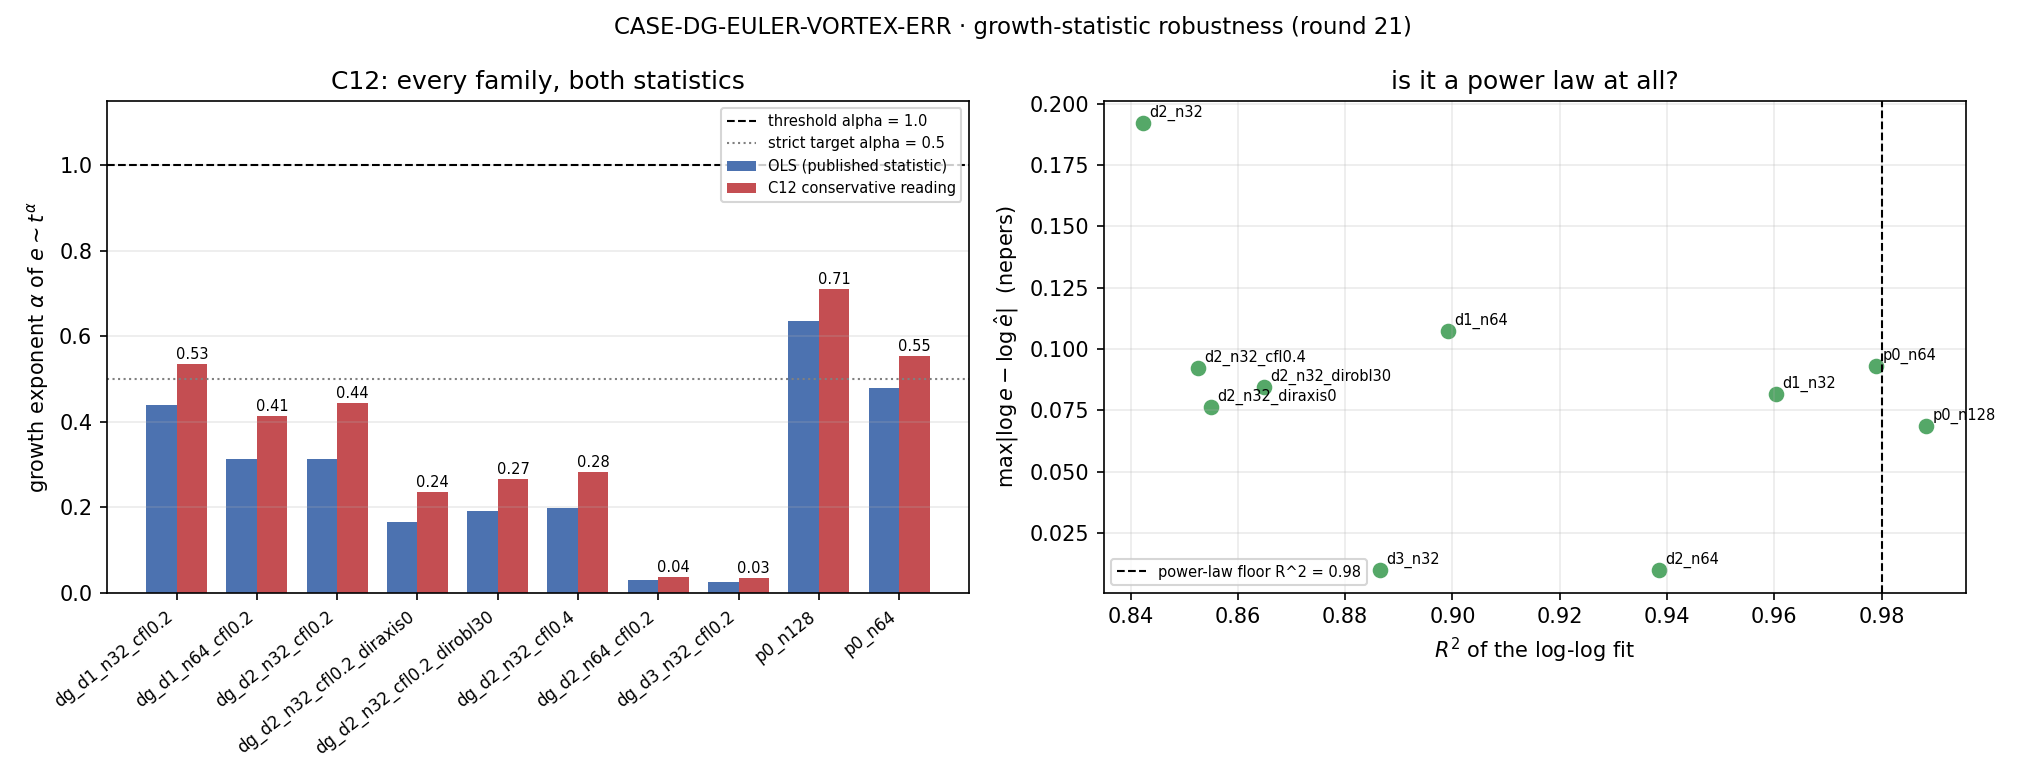 CASE-DG-EULER-VORTEX-ERR · growth-statistic robustness (round 21)
C12: every family, both statistics
growth exponent α of e ~ t^α
1.0
0.8
0.6
0.4
0.2
0.0
threshold alpha = 1.0
strict target alpha = 0.5
OLS (published statistic)
C12 conservative reading
0.53
0.41
0.44
0.24
0.27
0.28
0.04
0.03
0.71
0.55
dg_d1_n32_cfl0.2
dg_d1_n64_cfl0.2
dg_d2_n32_cfl0.2
dg_d2_n32_cfl0.2_diraxis0
dg_d2_n32_cfl0.2_dirobl30
dg_d2_n32_cfl0.4
dg_d2_n64_cfl0.2
dg_d3_n32_cfl0.2
p0_n128
p0_n64
is it a power law at all?
max|log e − log ê| (nepers)
0.200
0.175
0.150
0.125
0.100
0.075
0.050
0.025
d2_n32
d1_n64
d2_n32_cfl0.4
d2_n32_dirobl30
d2_n32_diraxis0
p0_n64
d1_n32
p0_n128
d3_n32
d2_n64
power-law floor R^2 = 0.98
0.84
0.86
0.88
0.90
0.92
0.94
0.96
0.98
R² of the log-log fit